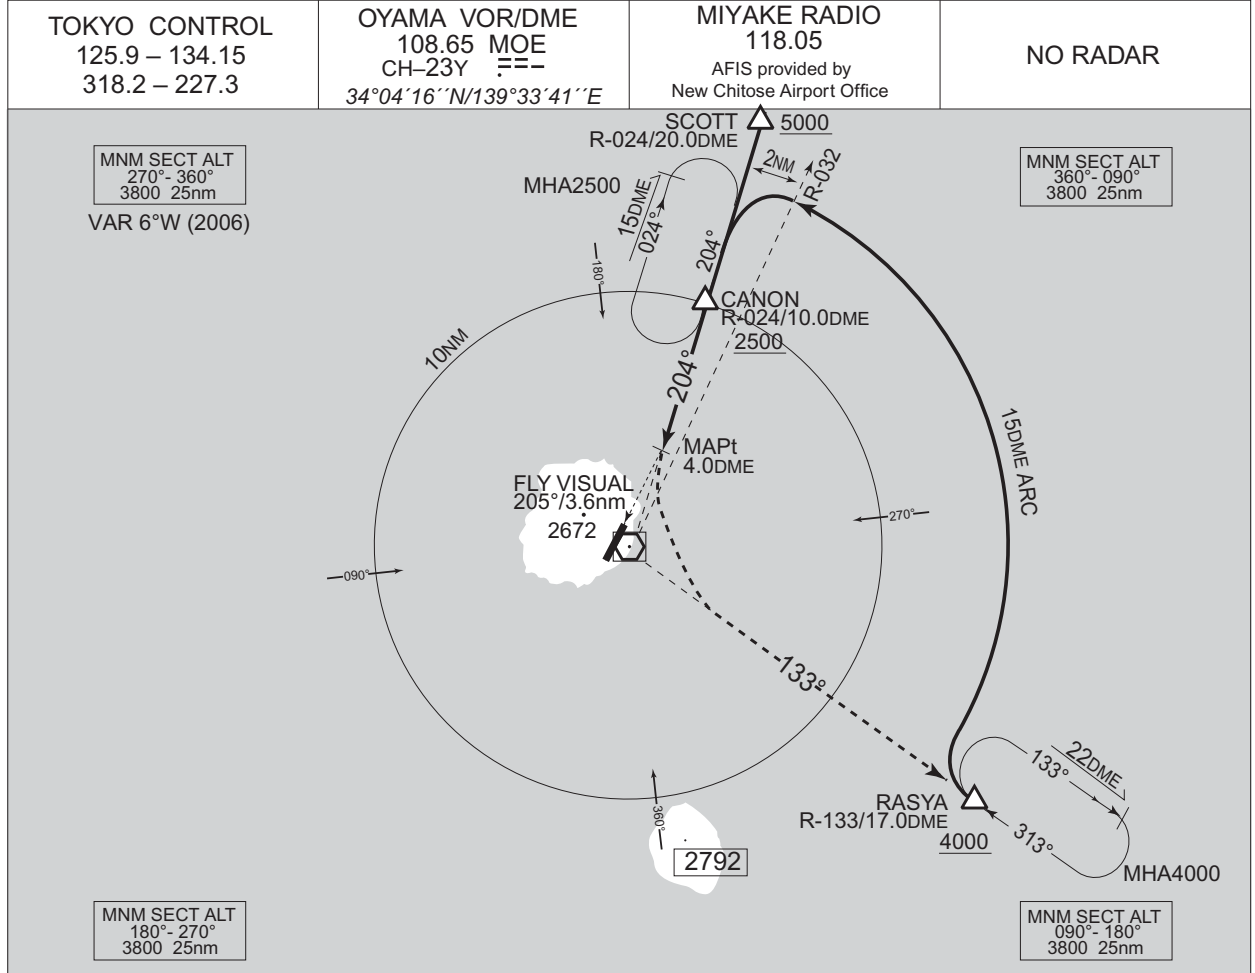 TOKYO CONTROL
125.9 – 134.15
318.2 – 227.3
OYAMA VOR/DME
108.65 MOE
CH–23Y
34°04´16´´N/139°33´41´´E
MIYAKE RADIO
118.05
AFIS provided by
New Chitose Airport Office
NO RADAR
MNM SECT ALT
270°- 360°
3800 25nm
VAR 6°W (2006)
SCOTT
R-024/20.0DME
5000
MNM SECT ALT
360°- 090°
3800 25nm
MHA2500
15DME
024°
2NM
R-032
204°
180°
CANON
R-024/10.0DME
2500
10NM
204°
15DME ARC
MAPt
4.0DME
FLY VISUAL
205°/3.6nm
2672
270°
090°
133°
360°
2792
RASYA
R-133/17.0DME
4000
22DME
133°
313°
MHA4000
MNM SECT ALT
180°- 270°
3800 25nm
MNM SECT ALT
090°- 180°
3800 25nm